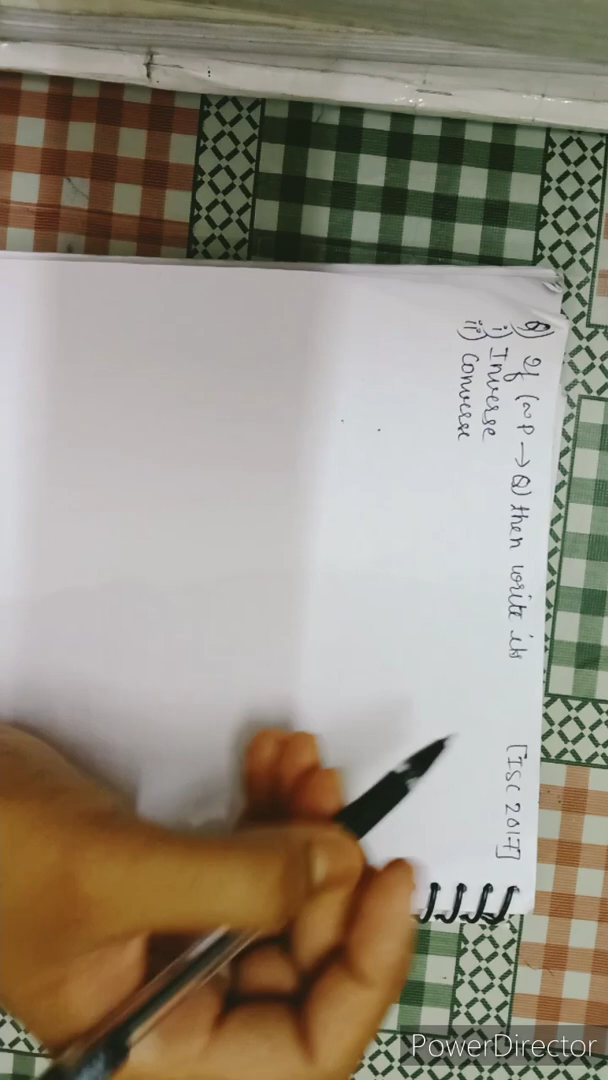 Q) If (~P → Q) then write its [ISC 2017]
i) Inverse
ii) Converse
PowerDirector